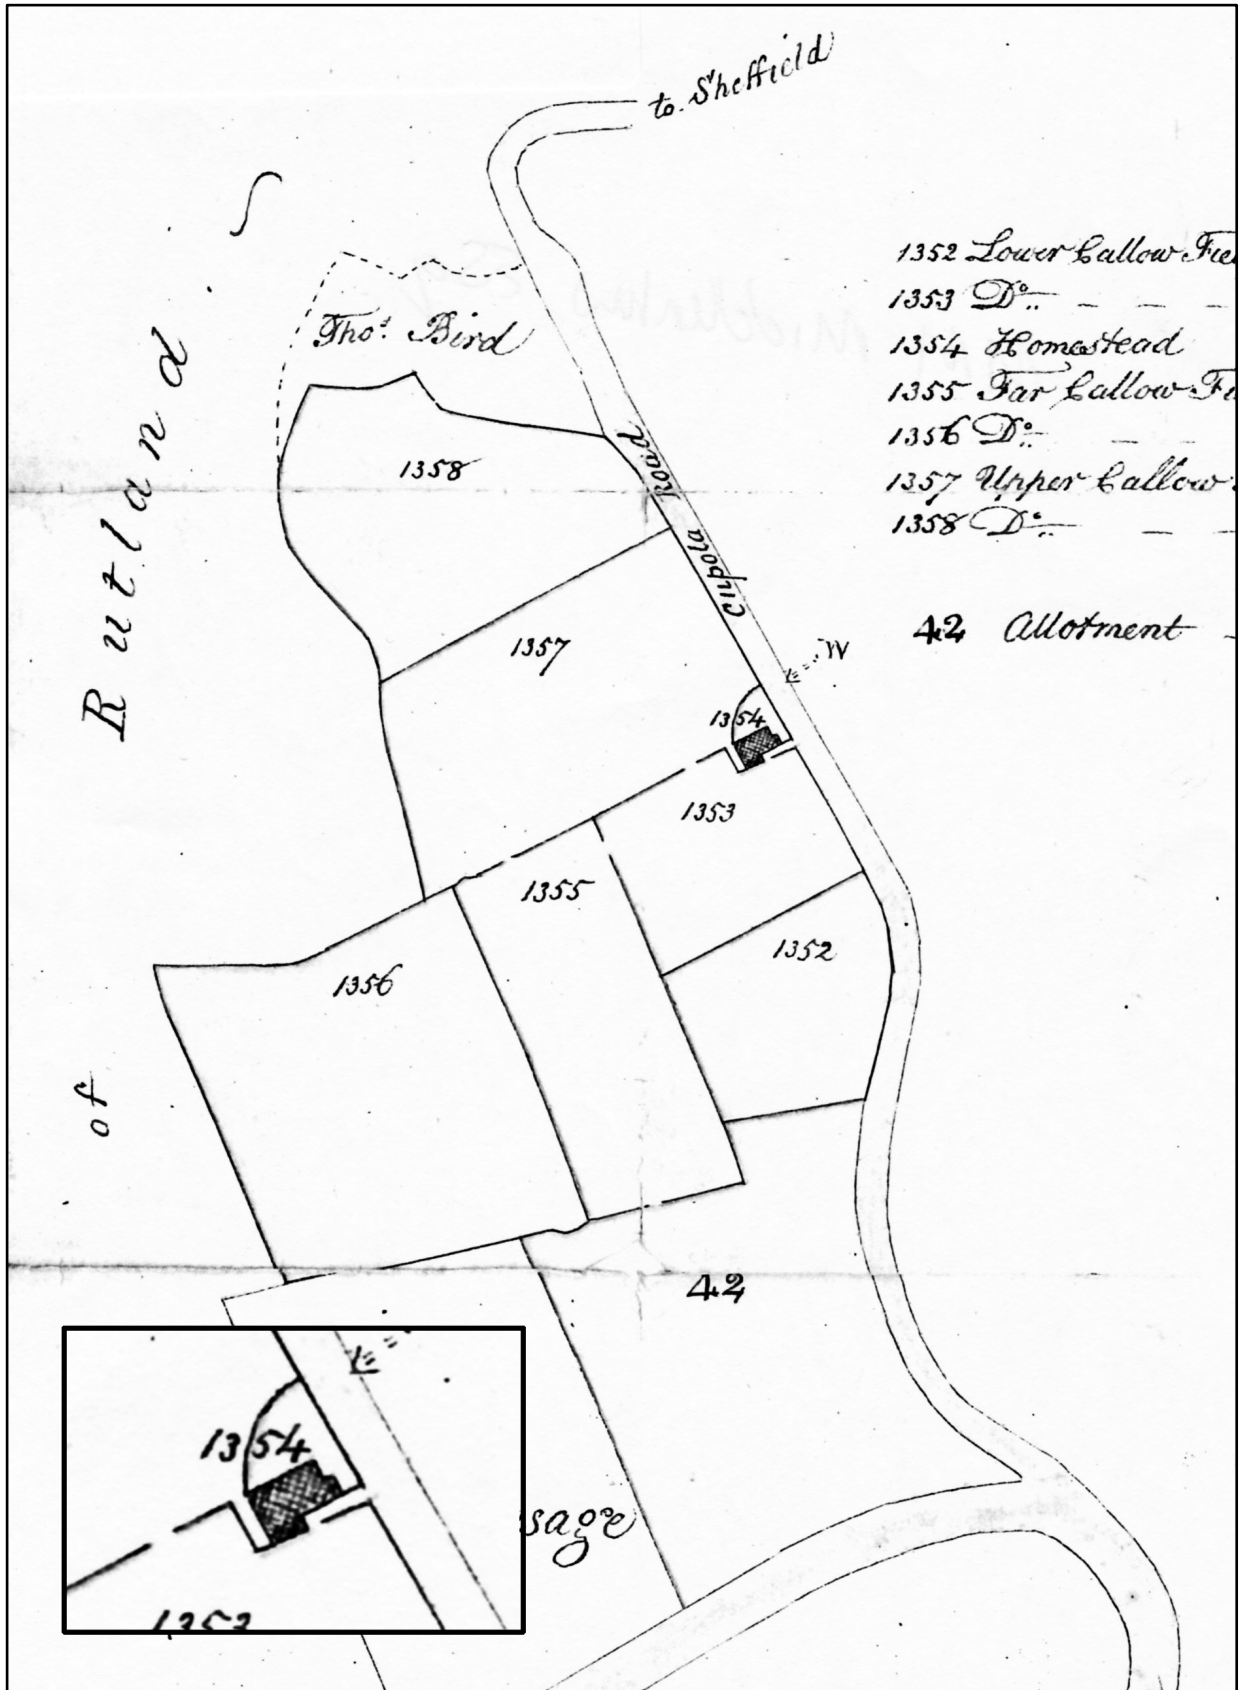 to Sheffield
1352 Lower Callow Fie
1353 Do
1354 Homestead
1355 Far Callow Fi
1356 Do
1357 Upper Callow
1358 Do
42 Allotment
Thos. Bird
Rutland
of
Cupola Road
W
1358
1357
1354
1353
1355
1352
1356
42
sage
1354
1353